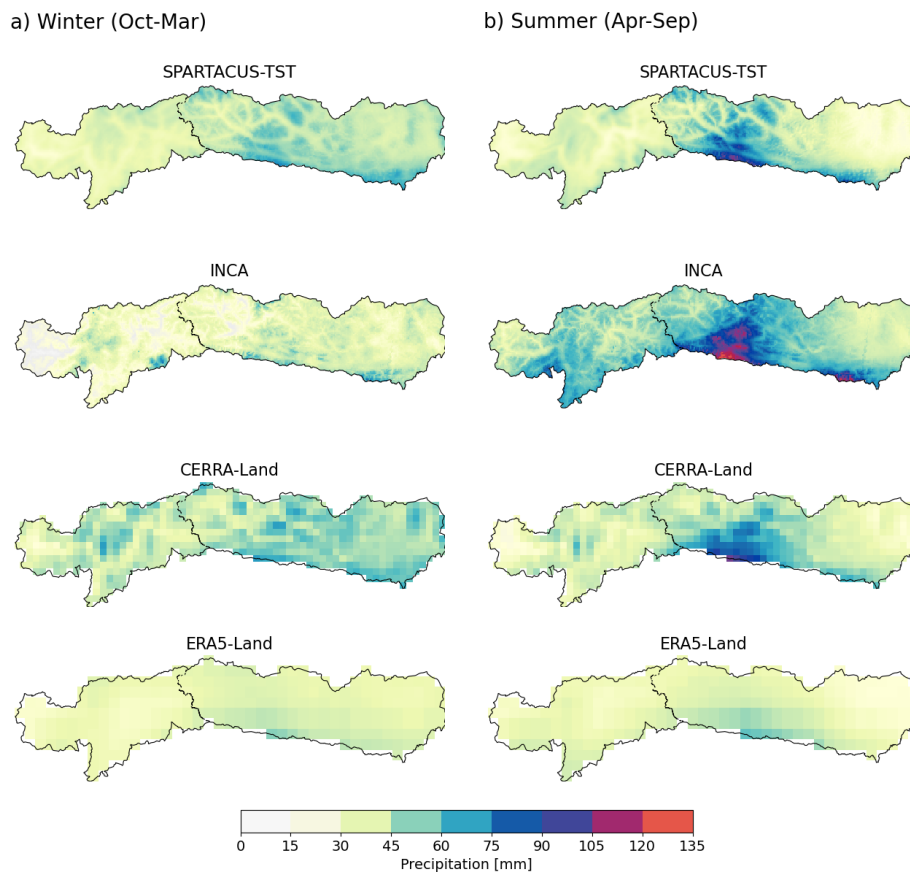 a) Winter (Oct-Mar)
b) Summer (Apr-Sep)
SPARTACUS-TST
SPARTACUS-TST
INCA
INCA
CERRA-Land
CERRA-Land
ERA5-Land
ERA5-Land
0 15 30 45 60 75 90 105 120 135
Precipitation [mm]